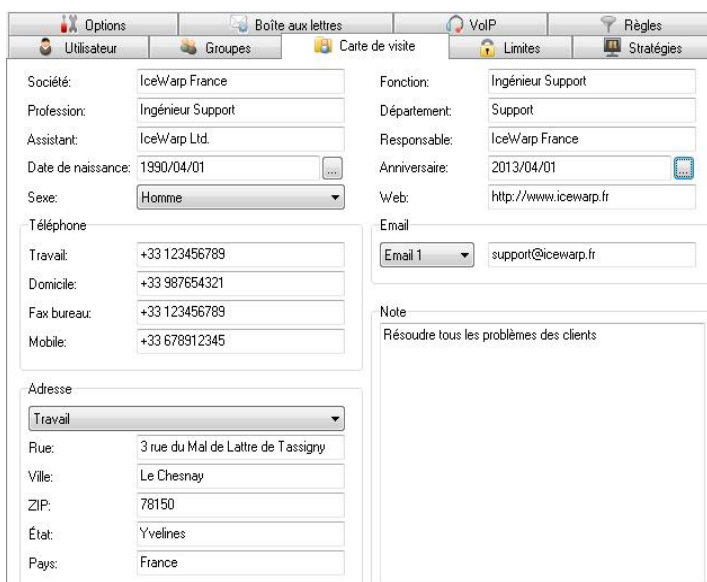 Options Boîte aux lettres VoIP Règles
Utilisateur Groupes Carte de visite Limites Stratégies
Société: IceWarp France
Profession: Ingénieur Support
Assistant: IceWarp Ltd.
Date de naissance: 1990/04/01 ...
Sexe: Homme
Fonction: Ingénieur Support
Département: Support
Responsable: IceWarp France
Anniversaire: 2013/04/01 ...
Web: http://www.icewarp.fr
Téléphone
Travail: +33 123456789
Domicile: +33 987654321
Fax bureau: +33 123456789
Mobile: +33 678912345
Email
Email 1 support@icewarp.fr
Note
Résoudre tous les problèmes des clients
Adresse
Travail
Rue: 3 rue du Mal de Lattre de Tassigny
Ville: Le Chesnay
ZIP: 78150
État: Yvelines
Pays: France